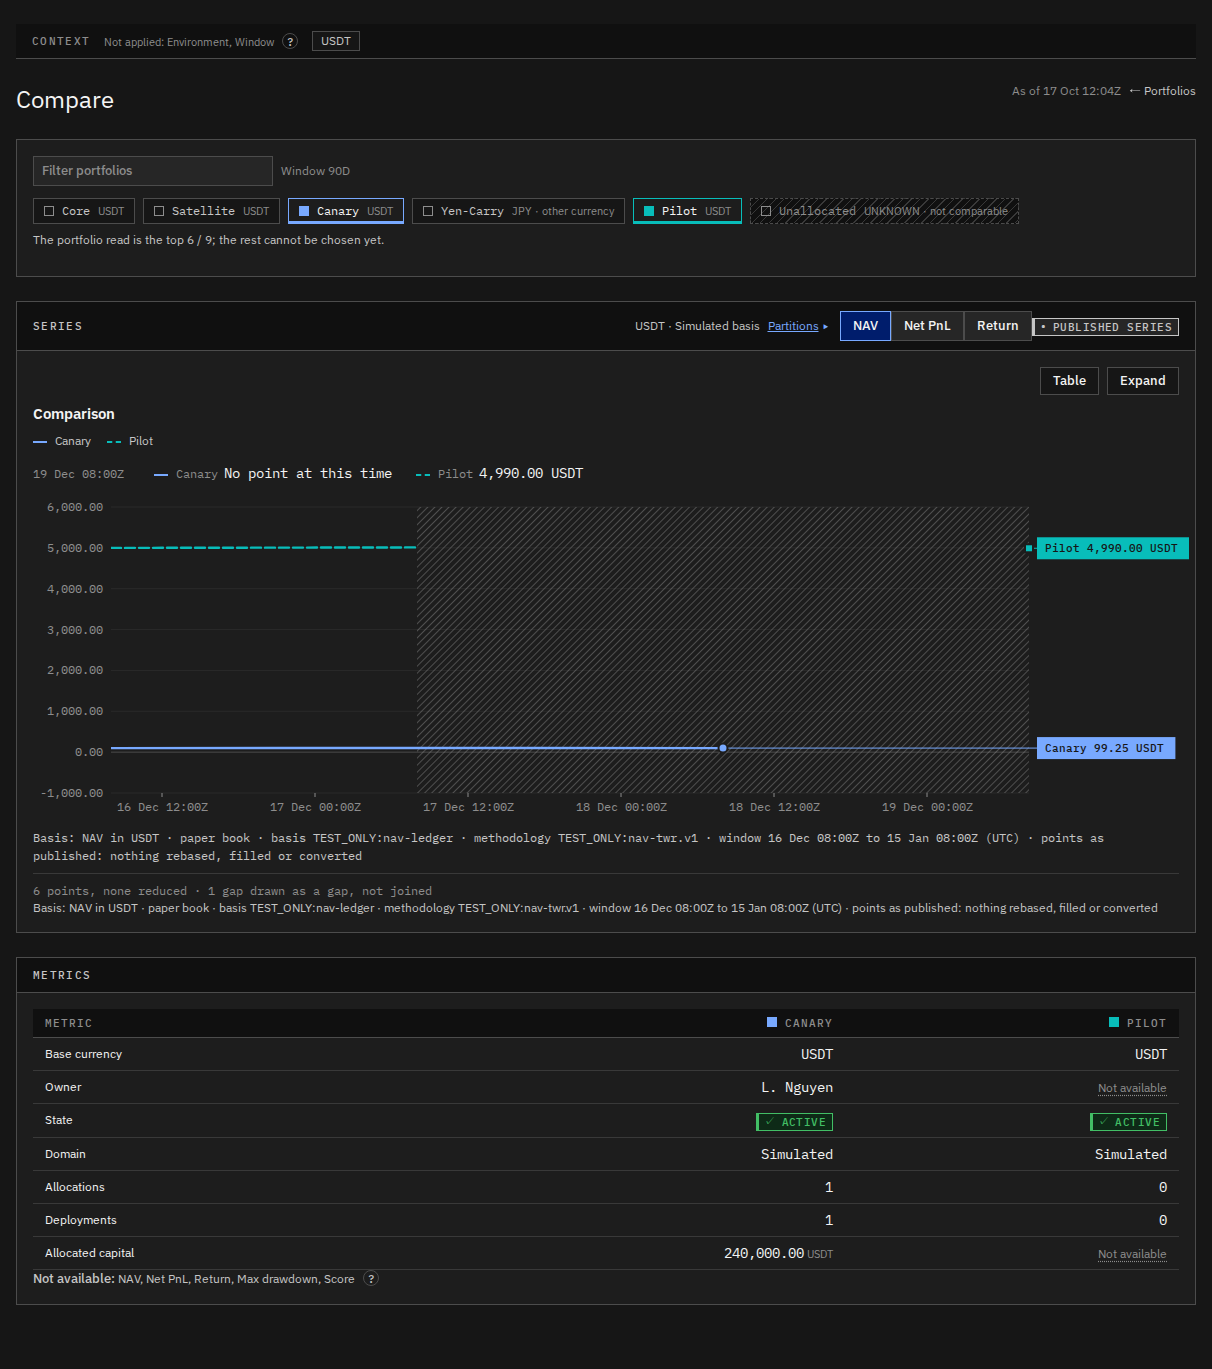 CONTEXT Not applied: Environment, Window ? USDT
Compare
As of 17 Oct 12:04Z ← Portfolios
Filter portfolios Window 90D
Core USDT Satellite USDT Canary USDT Yen-Carry JPY · other currency Pilot USDT Unallocated UNKNOWN · not comparable
The portfolio read is the top 6 / 9; the rest cannot be chosen yet.
SERIES USDT · Simulated basis Partitions ▸ NAV Net PnL Return • PUBLISHED SERIES
Table Expand
Comparison
Canary Pilot
19 Dec 08:00Z Canary No point at this time Pilot 4,990.00 USDT
6,000.00
5,000.00 Pilot 4,990.00 USDT
4,000.00
3,000.00
2,000.00
1,000.00
0.00 Canary 99.25 USDT
-1,000.00
16 Dec 12:00Z 17 Dec 00:00Z 17 Dec 12:00Z 18 Dec 00:00Z 18 Dec 12:00Z 19 Dec 00:00Z
Basis: NAV in USDT · paper book · basis TEST_ONLY:nav-ledger · methodology TEST_ONLY:nav-twr.v1 · window 16 Dec 08:00Z to 15 Jan 08:00Z (UTC) · points as
published: nothing rebased, filled or converted
6 points, none reduced · 1 gap drawn as a gap, not joined
Basis: NAV in USDT · paper book · basis TEST_ONLY:nav-ledger · methodology TEST_ONLY:nav-twr.v1 · window 16 Dec 08:00Z to 15 Jan 08:00Z (UTC) · points as published: nothing rebased, filled or converted
METRICS
METRIC CANARY PILOT
Base currency USDT USDT
Owner L. Nguyen Not available
State ✓ ACTIVE ✓ ACTIVE
Domain Simulated Simulated
Allocations 1 0
Deployments 1 0
Allocated capital 240,000.00 USDT Not available
Not available: NAV, Net PnL, Return, Max drawdown, Score ?